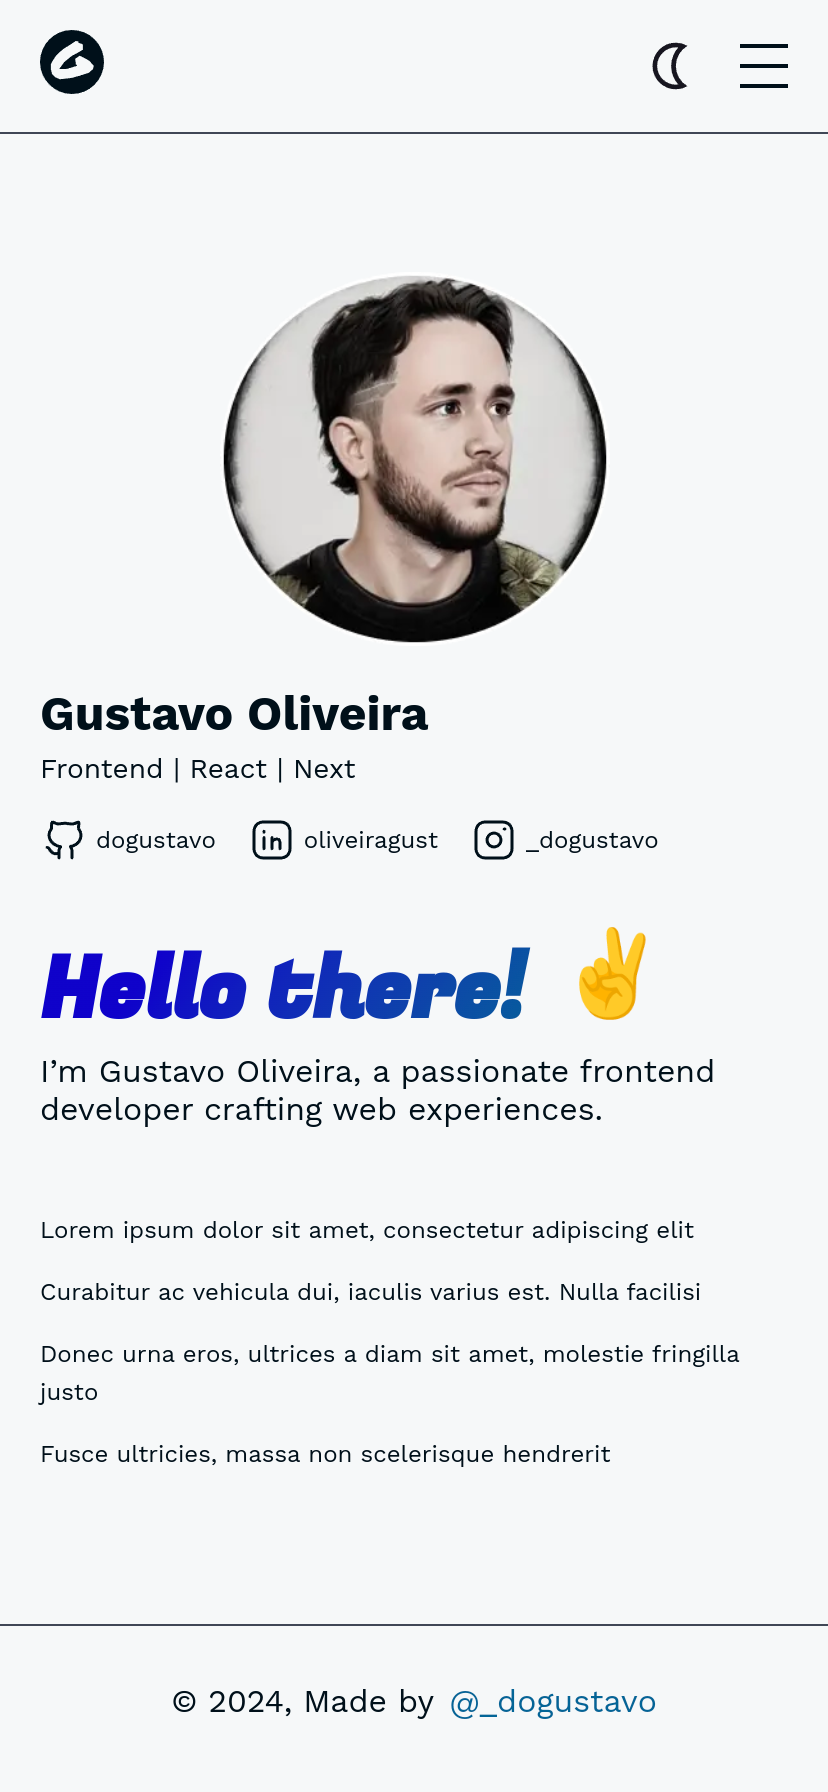 Gustavo Oliveira
Frontend | React | Next
dogustavo oliveiragust _dogustavo
Hello there! ✌️
I’m Gustavo Oliveira, a passionate frontend
developer crafting web experiences.
Lorem ipsum dolor sit amet, consectetur adipiscing elit
Curabitur ac vehicula dui, iaculis varius est. Nulla facilisi
Donec urna eros, ultrices a diam sit amet, molestie fringilla
justo
Fusce ultricies, massa non scelerisque hendrerit
© 2024, Made by @_dogustavo